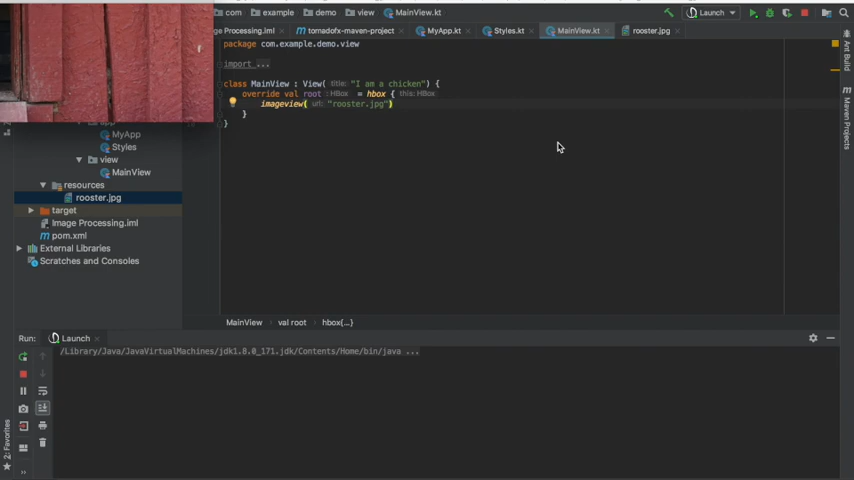 com example demo view MainView.kt Launch
ge Processing.iml tornadofx-maven-project MyApp.kt Styles.kt MainView.kt rooster.jpg
package com.example.demo.view
import ...
class MainView : View( title: "I am a chicken") {
override val root : HBox = hbox { this: HBox
imageview( url: "rooster.jpg")
}
}
MyApp
Styles
view
MainView
resources
rooster.jpg
target
Image Processing.iml
pom.xml
External Libraries
Scratches and Consoles
Ant Build
Maven Projects
MainView val root hbox{...}
Run: Launch
/Library/Java/JavaVirtualMachines/jdk1.8.0_171.jdk/Contents/Home/bin/java ...
2: Favorites